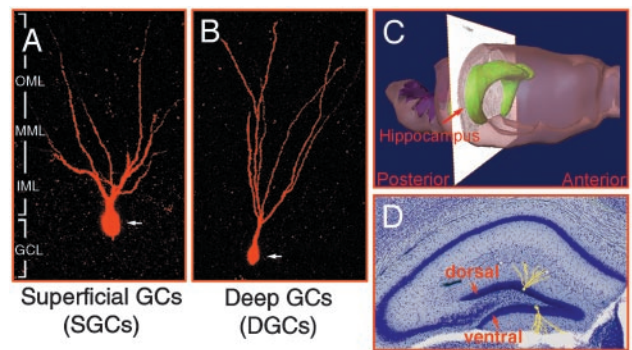 A
OML
MML
IML
GCL
Superficial GCs
(SGCs)
B
Deep GCs
(DGCs)
C
Hippocampus
Posterior
Anterior
D
dorsal
ventral